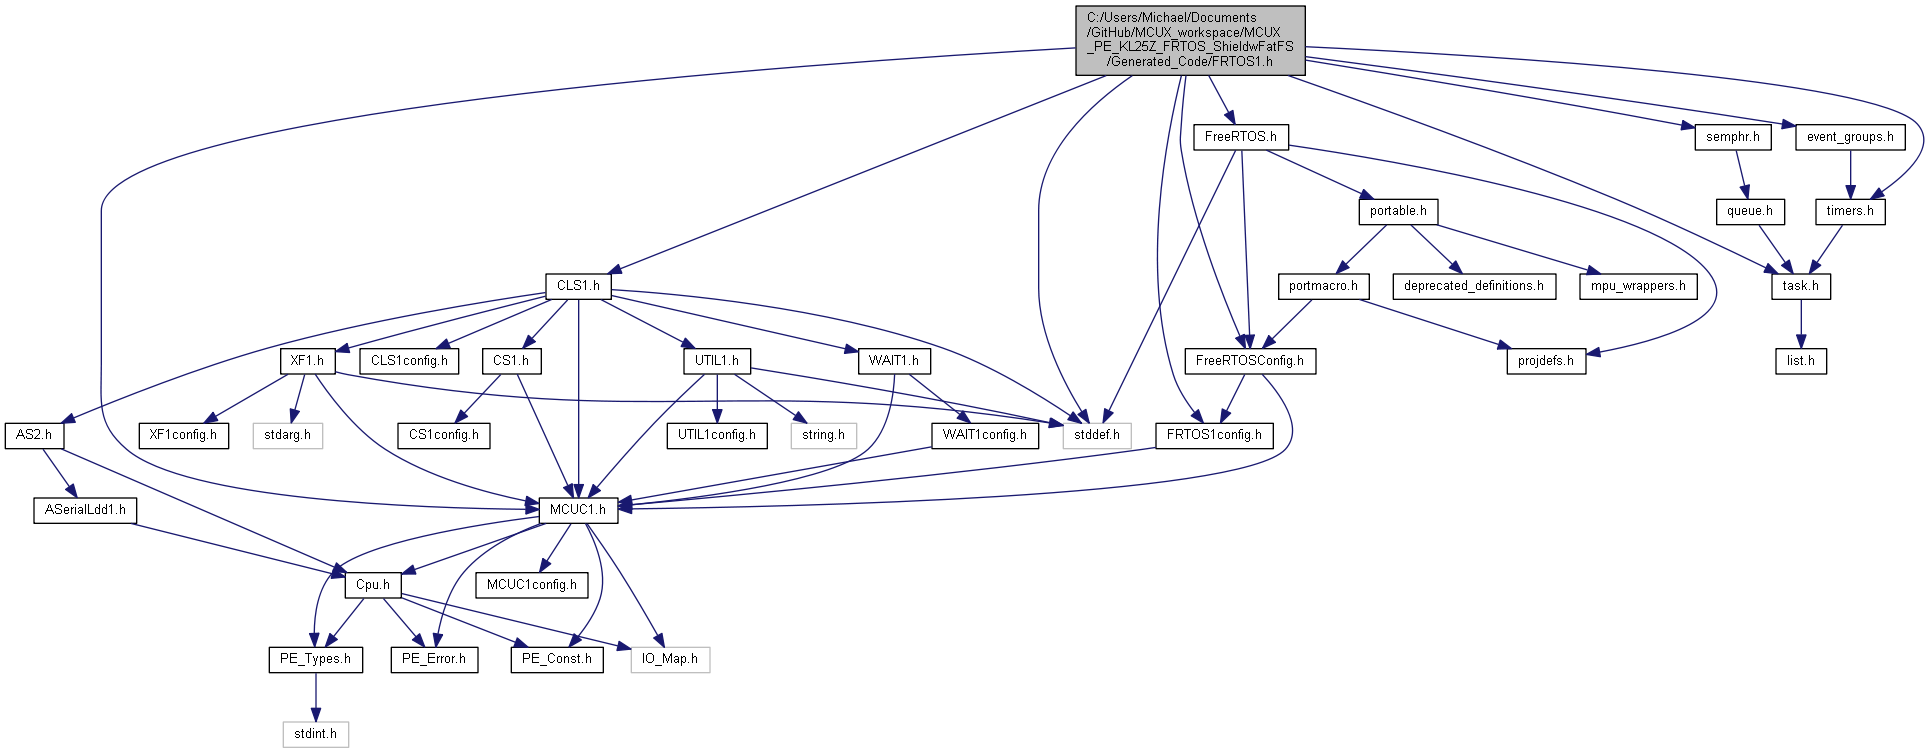 C:/Users/Michael/Documents
/GitHub/MCUX_workspace/MCUX
_PE_KL25Z_FRTOS_ShieldwFatFS
/Generated_Code/FRTOS1.h
FreeRTOS.h
semphr.h
event_groups.h
portable.h
queue.h
timers.h
CLS1.h
portmacro.h
deprecated_definitions.h
mpu_wrappers.h
task.h
XF1.h
CLS1config.h
CS1.h
UTIL1.h
WAIT1.h
FreeRTOSConfig.h
projdefs.h
list.h
AS2.h
XF1config.h
stdarg.h
CS1config.h
UTIL1config.h
string.h
WAIT1config.h
stddef.h
FRTOS1config.h
ASerialLdd1.h
MCUC1.h
Cpu.h
MCUC1config.h
PE_Types.h
PE_Error.h
PE_Const.h
IO_Map.h
stdint.h